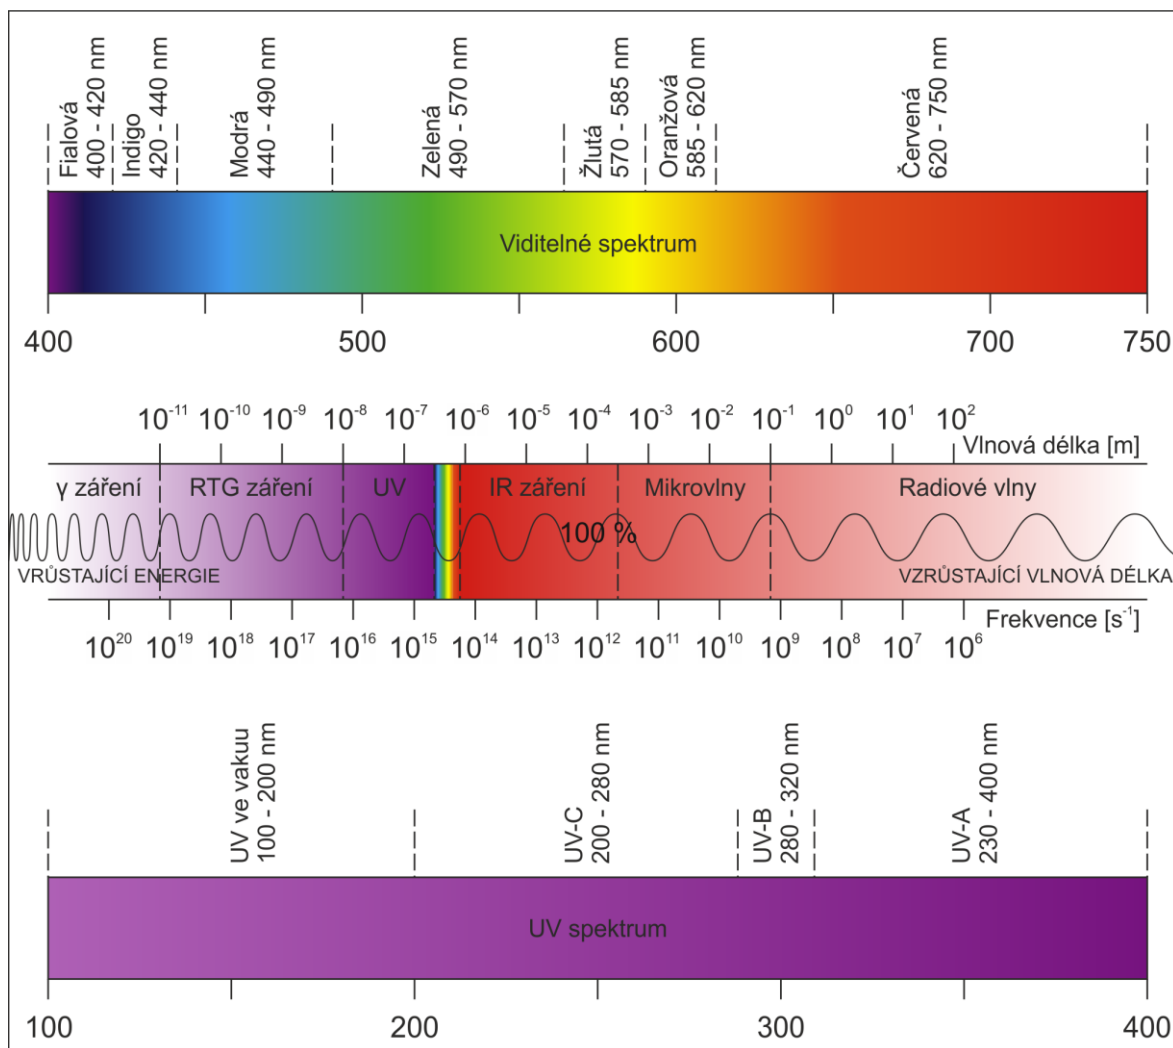 Fialová
400 - 420 nm
Indigo
420 - 440 nm
Modrá
440 - 490 nm
Zelená
490 - 570 nm
Žlutá
570 - 585 nm
Oranžová
585 - 620 nm
Červená
620 - 750 nm
Viditelné spektrum
400 500 600 700 750
10⁻¹¹ 10⁻¹⁰ 10⁻⁹ 10⁻⁸ 10⁻⁷ 10⁻⁶ 10⁻⁵ 10⁻⁴ 10⁻³ 10⁻² 10⁻¹ 10⁰ 10¹ 10²
Vlnová délka [m]
γ záření RTG záření UV IR záření Mikrovlny Radiové vlny
100 %
VRŮSTAJÍCÍ ENERGIE VZRŮSTAJÍCÍ VLNOVÁ DÉLKA
Frekvence [s⁻¹]
10²⁰ 10¹⁹ 10¹⁸ 10¹⁷ 10¹⁶ 10¹⁵ 10¹⁴ 10¹³ 10¹² 10¹¹ 10¹⁰ 10⁹ 10⁸ 10⁷ 10⁶
UV ve vakuu
100 - 200 nm
UV-C
200 - 280 nm
UV-B
280 - 320 nm
UV-A
230 - 400 nm
UV spektrum
100 200 300 400